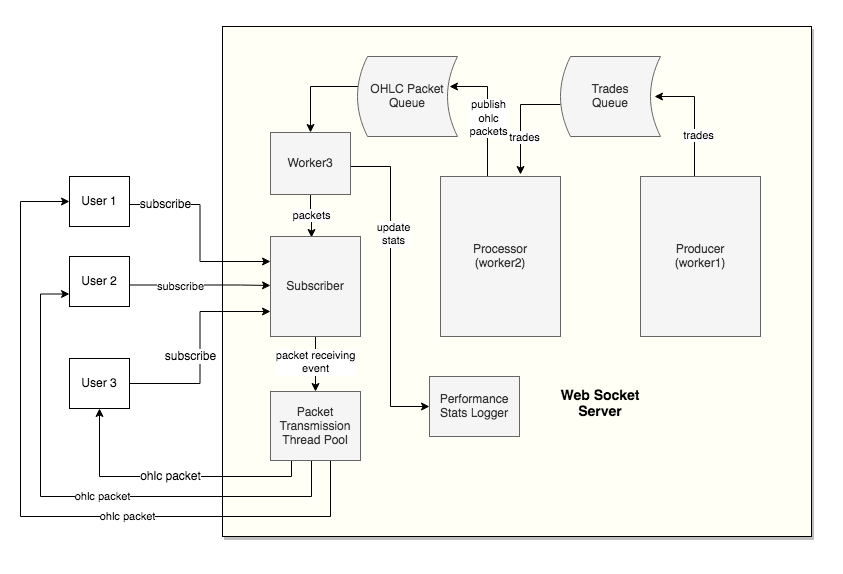 OHLC Packet
Queue
Trades
Queue
publish
ohlc
packets
trades
trades
Worker3
User 1
subscribe
packets
update
stats
Processor
(worker2)
Producer
(worker1)
User 2
subscribe
Subscriber
subscribe
packet receiving
event
User 3
Performance
Stats Logger
Web Socket
Server
Packet
Transmission
Thread Pool
ohlc packet
ohlc packet
ohlc packet